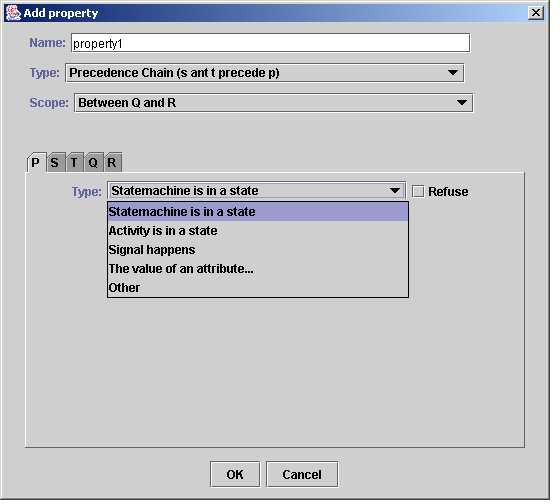 Add property
Name: property1
Type: Precedence Chain (s ant t precede p)
Scope: Between Q and R
P S T Q R
Type: Statemachine is in a state Refuse
Statemachine is in a state
Activity is in a state
Signal happens
The value of an attribute...
Other
OK Cancel